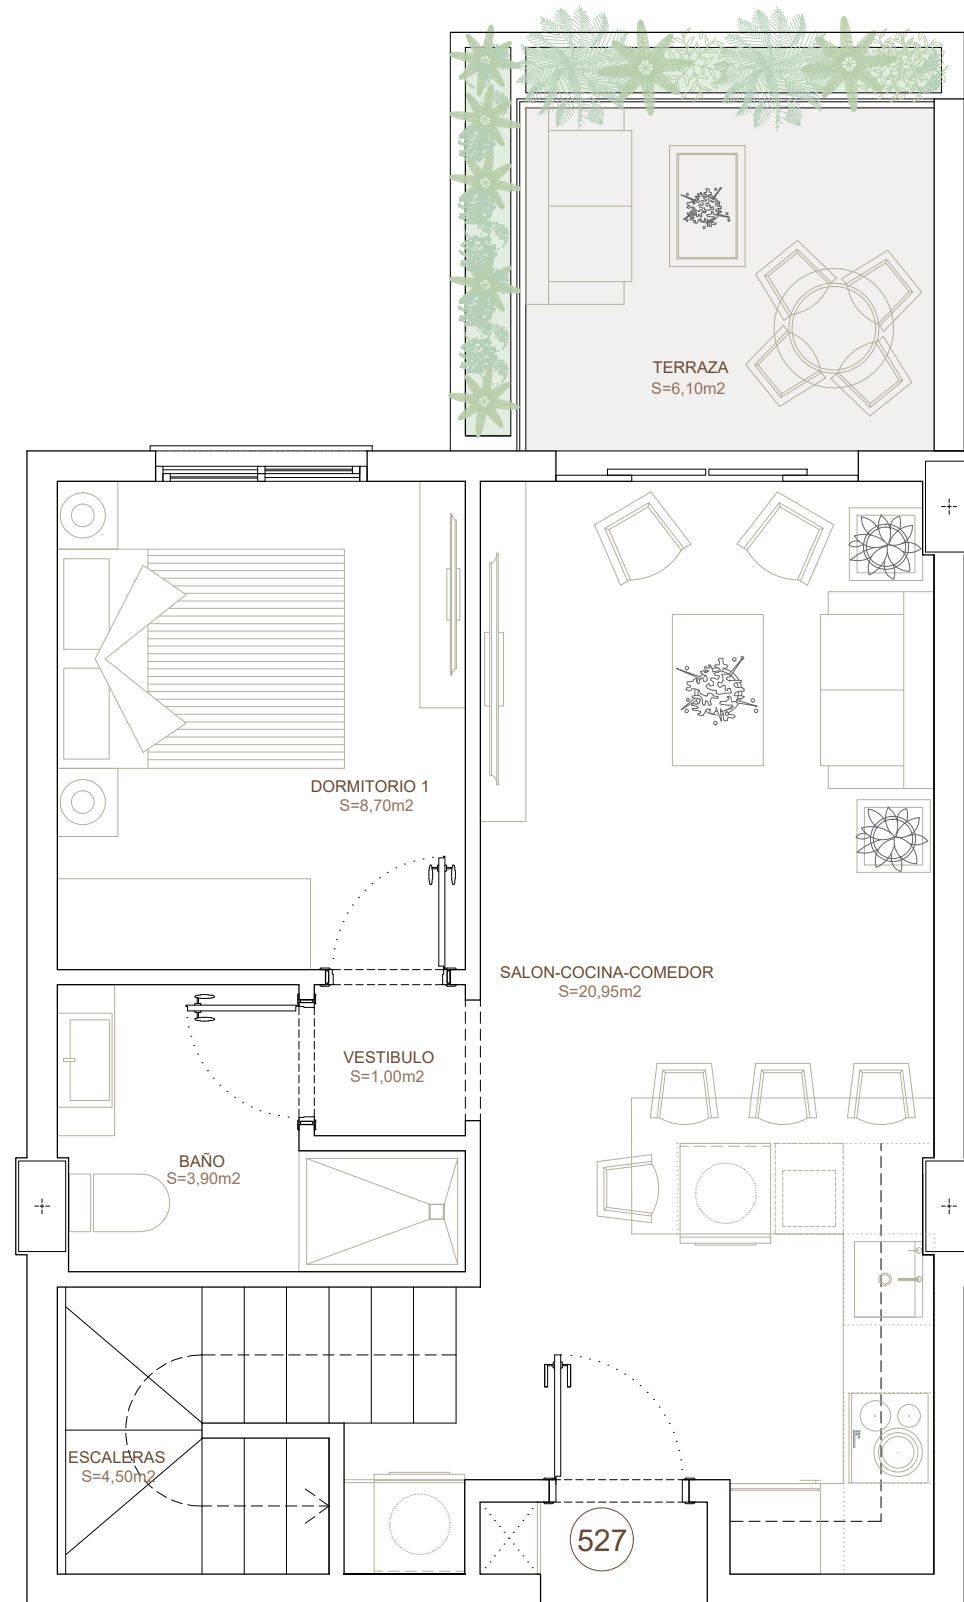 TERRAZA
S=6,10m2
DORMITORIO 1
S=8,70m2
SALON-COCINA-COMEDOR
S=20,95m2
VESTIBULO
S=1,00m2
BAÑO
S=3,90m2
ESCALERAS
S=4,50m2
527